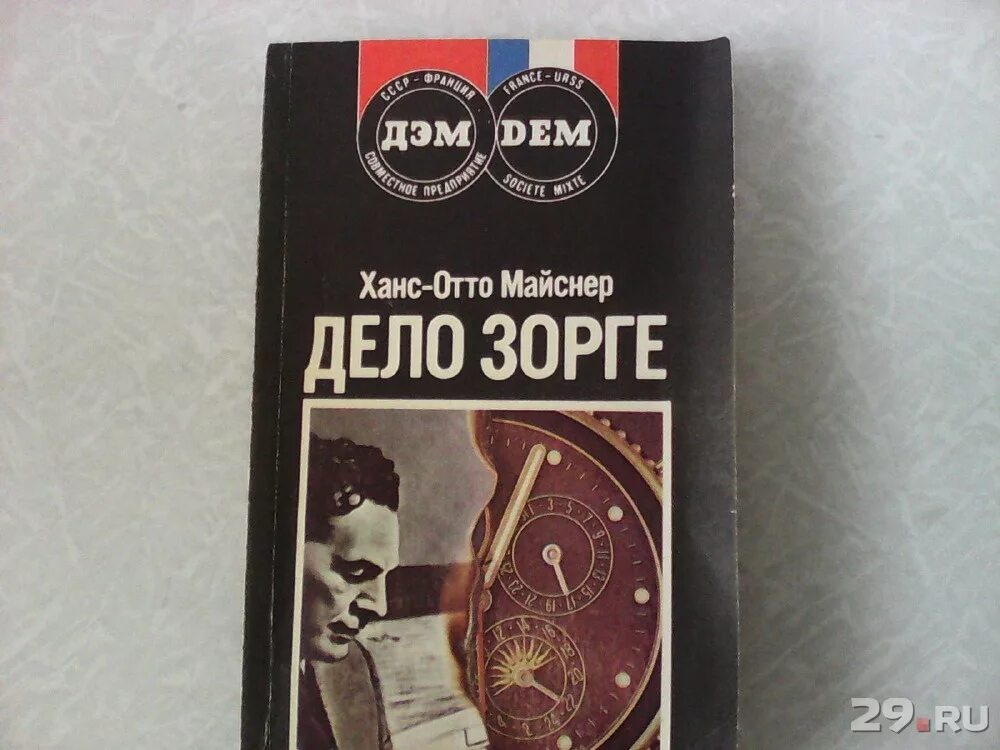 СССР - ФРАНЦИЯ
ДЭМ
СОВМЕСТНОЕ ПРЕДПРИЯТИЕ
FRANCE - URSS
DEM
SOCIETE MIXTE
Ханс-Отто Майснер
ДЕЛО ЗОРГЕ
29.RU